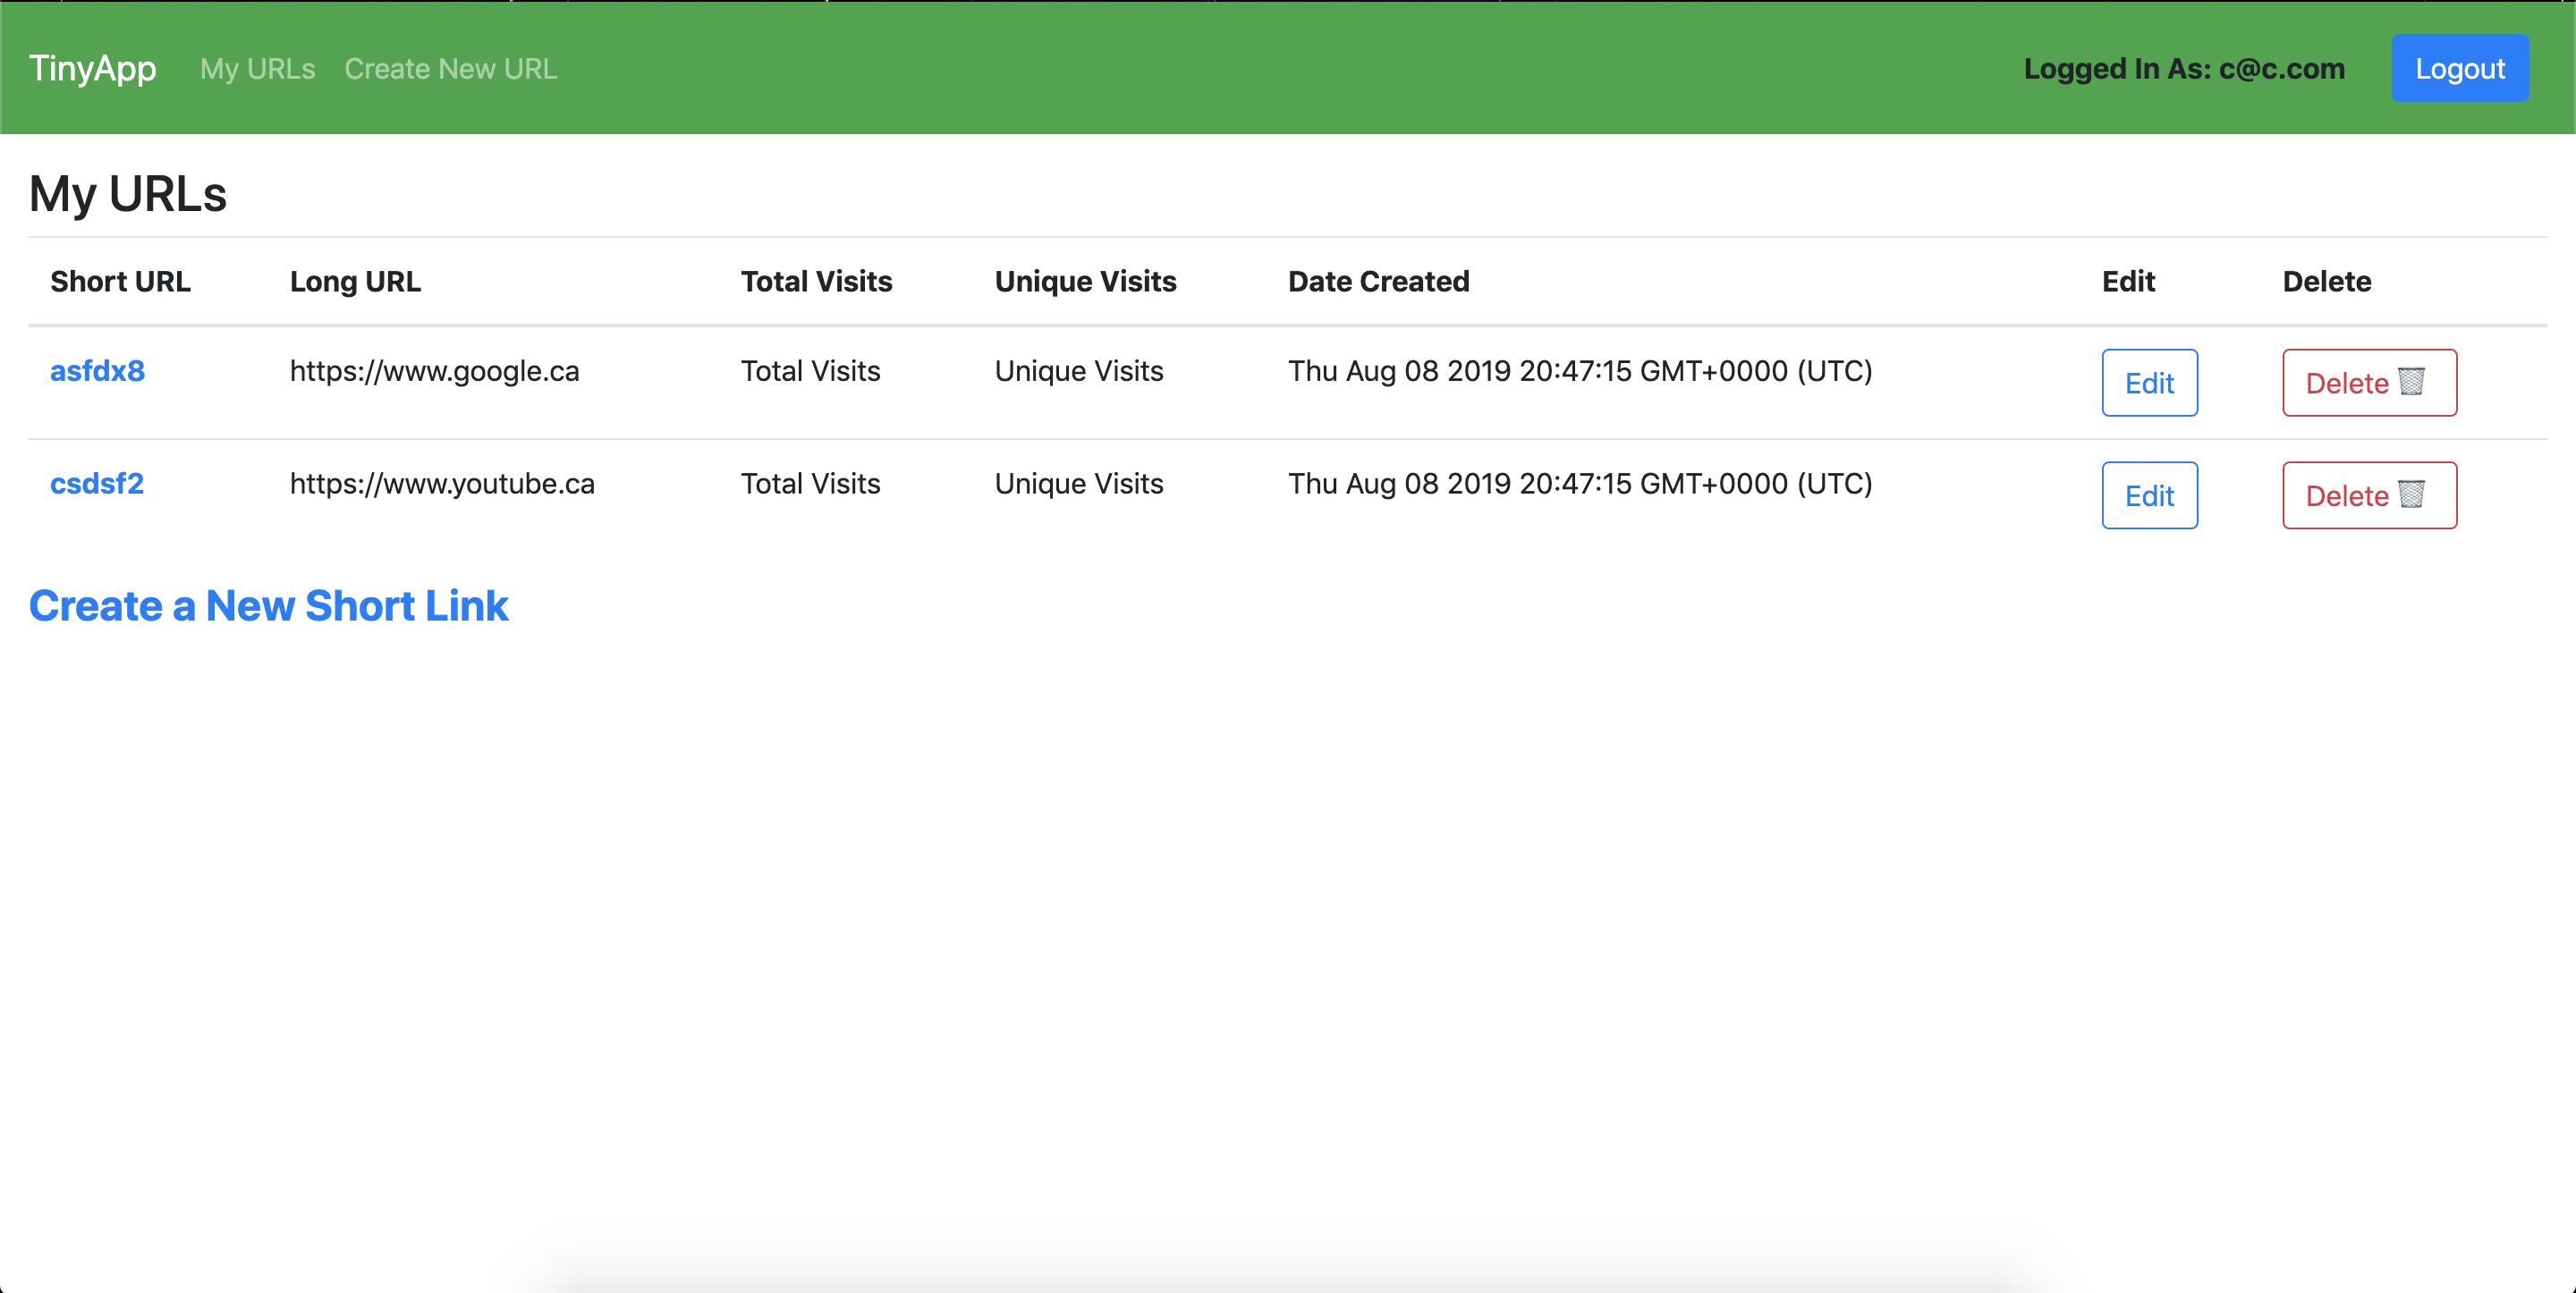 TinyApp My URLs Create New URL Logged In As: c@c.com Logout
My URLs
Short URL Long URL Total Visits Unique Visits Date Created Edit Delete
asfdx8 https://www.google.ca Total Visits Unique Visits Thu Aug 08 2019 20:47:15 GMT+0000 (UTC) Edit Delete🗑️
csdsf2 https://www.youtube.ca Total Visits Unique Visits Thu Aug 08 2019 20:47:15 GMT+0000 (UTC) Edit Delete🗑️
Create a New Short Link